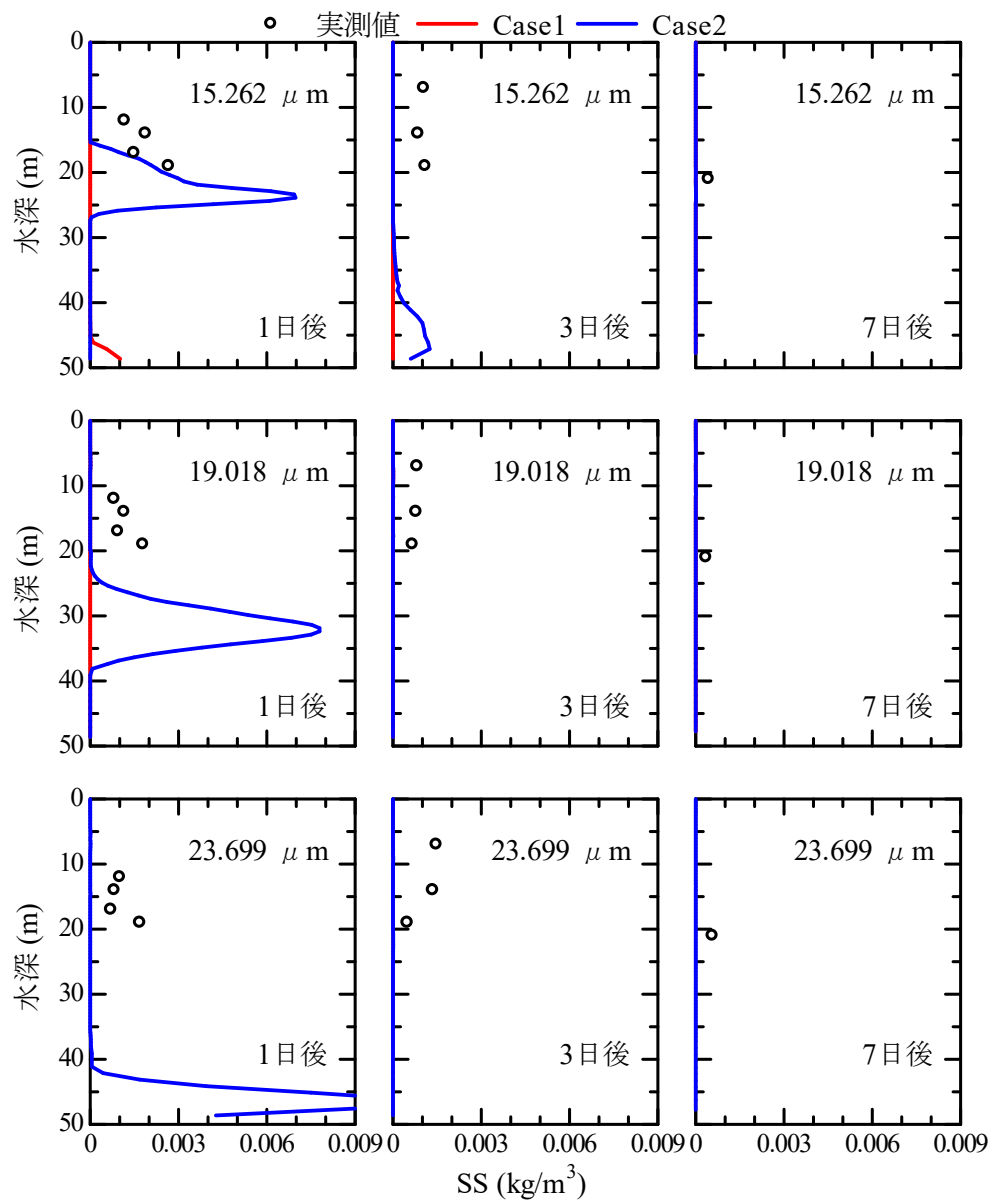 実測値 Case1 Case2
0
10
20
30
40
50
水深 (m)
15.262 μm
1日後
15.262 μm
3日後
15.262 μm
7日後
0
10
20
30
40
50
水深 (m)
19.018 μm
1日後
19.018 μm
3日後
19.018 μm
7日後
0
10
20
30
40
50
水深 (m)
23.699 μm
1日後
23.699 μm
3日後
23.699 μm
7日後
0 0.003 0.006 0.009 0 0.003 0.006 0.009 0 0.003 0.006 0.009
SS (kg/m³)